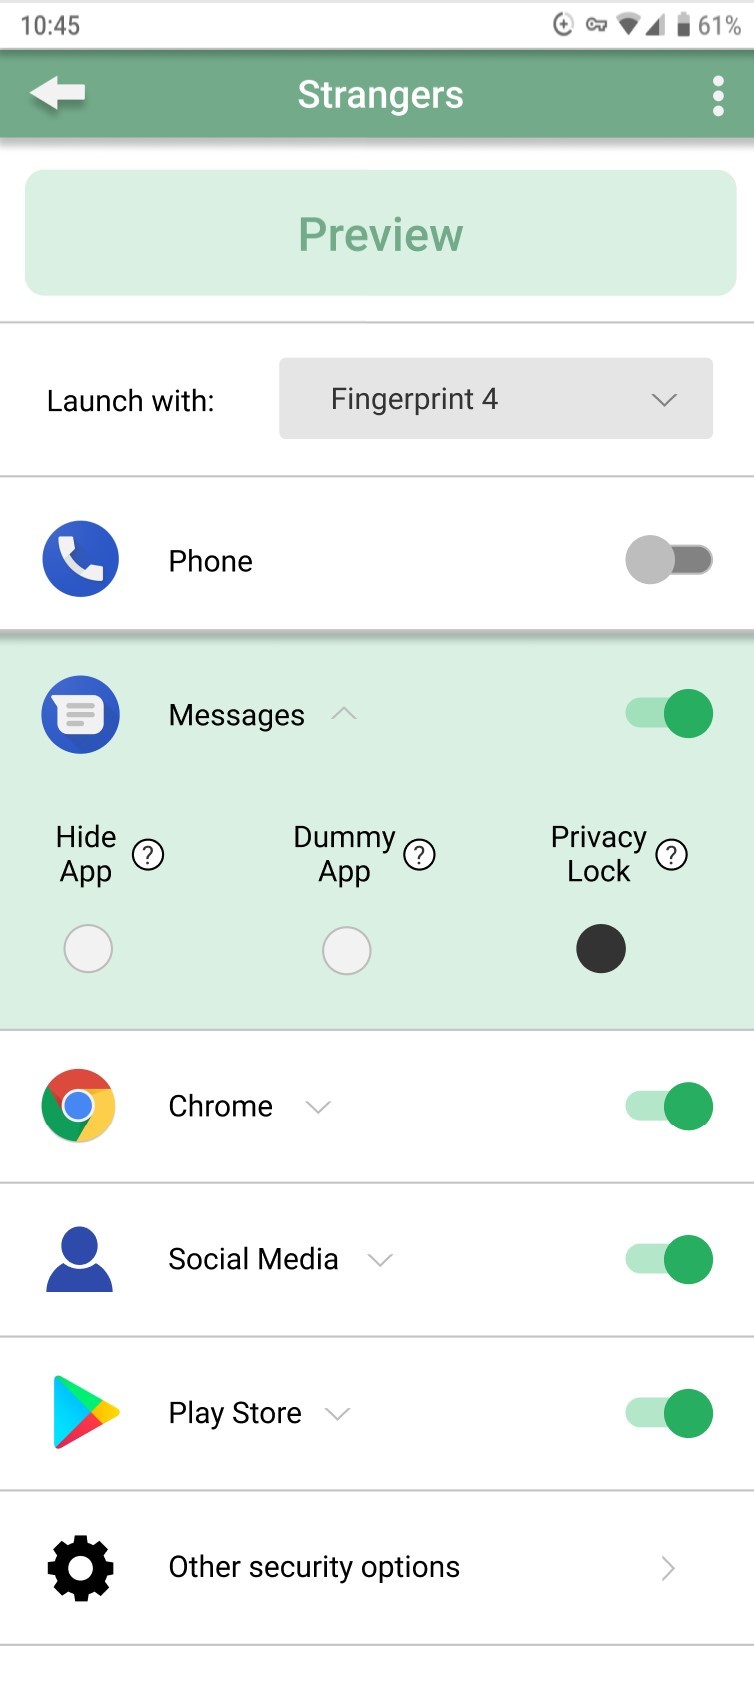 10:45 61%
Strangers
Preview
Launch with: Fingerprint 4
Phone
Messages
Hide App ? Dummy App ? Privacy Lock ?
Chrome
Social Media
Play Store
Other security options